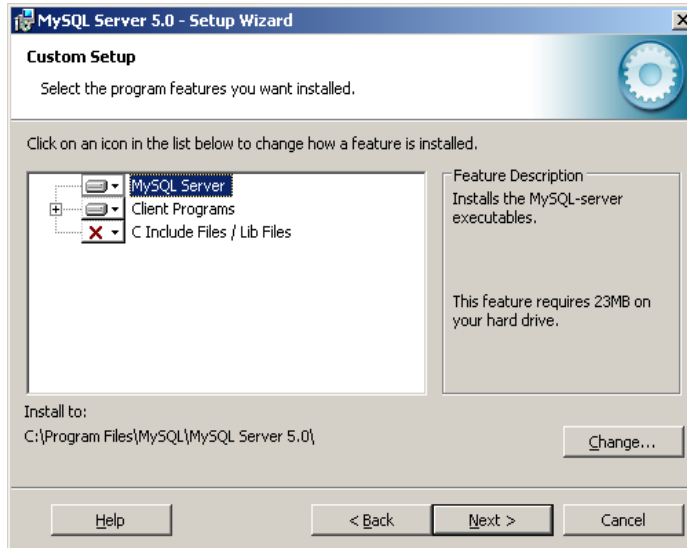 MySQL Server 5.0 - Setup Wizard
Custom Setup
Select the program features you want installed.
Click on an icon in the list below to change how a feature is installed.
MySQL Server
Client Programs
C Include Files / Lib Files
Feature Description
Installs the MySQL-server
executables.
This feature requires 23MB on
your hard drive.
Install to:
C:\Program Files\MySQL\MySQL Server 5.0\
Change...
Help
< Back
Next >
Cancel